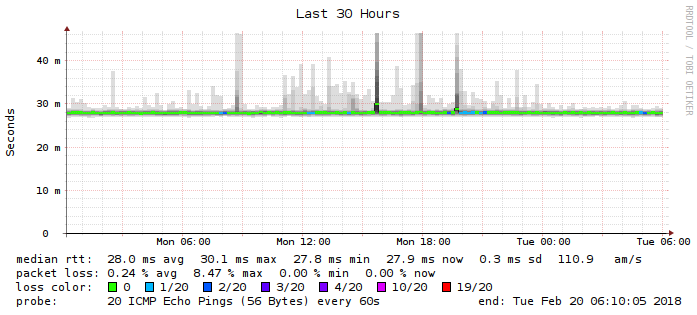 Last 30 Hours
RRDTOOL / TOBI OETIKER
Seconds
40 m
30 m
20 m
10 m
0
Mon 06:00 Mon 12:00 Mon 18:00 Tue 00:00 Tue 06:00
median rtt: 28.0 ms avg 30.1 ms max 27.8 ms min 27.9 ms now 0.3 ms sd 110.9 am/s
packet loss: 0.24 % avg 8.47 % max 0.00 % min 0.00 % now
loss color: 0 1/20 2/20 3/20 4/20 10/20 19/20
probe: 20 ICMP Echo Pings (56 Bytes) every 60s end: Tue Feb 20 06:10:05 2018